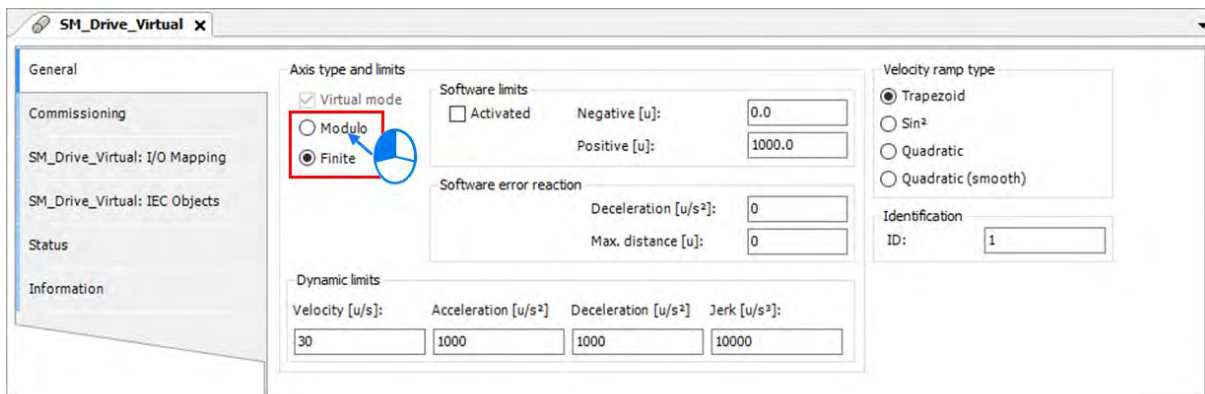 SM_Drive_Virtual X
General
Commissioning
SM_Drive_Virtual: I/O Mapping
SM_Drive_Virtual: IEC Objects
Status
Information
Axis type and limits
Virtual mode
Modulo
Finite
Software limits
Activated
Negative [u]: 0.0
Positive [u]: 1000.0
Software error reaction
Deceleration [u/s²]: 0
Max. distance [u]: 0
Dynamic limits
Velocity [u/s]: Acceleration [u/s²] Deceleration [u/s²] Jerk [u/s³]:
30 1000 1000 10000
Velocity ramp type
Trapezoid
Sin²
Quadratic
Quadratic (smooth)
Identification
ID: 1